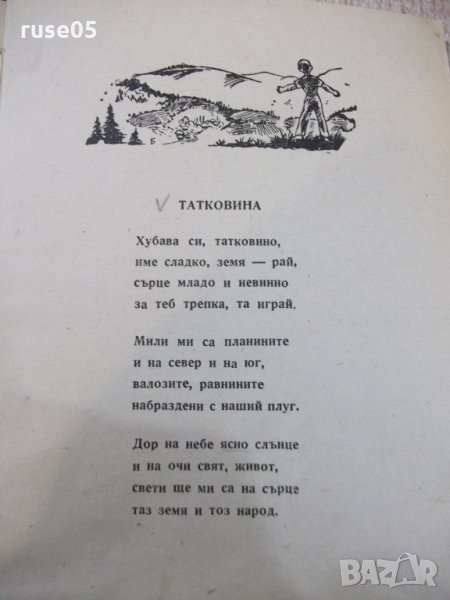 ruse05
ТАТКОВИНА
Хубава си, татковино,
име сладко, земя — рай,
сърце младо и невинно
за теб трепка, та играй.
Мили ми са планините
и на север и на юг,
валозите, равнините
набраздени с наший плуг.
Дор на небе ясно слънце
и на очи свят, живот,
свети ще ми са на сърце
таз земя и тоз народ.
BAZAR